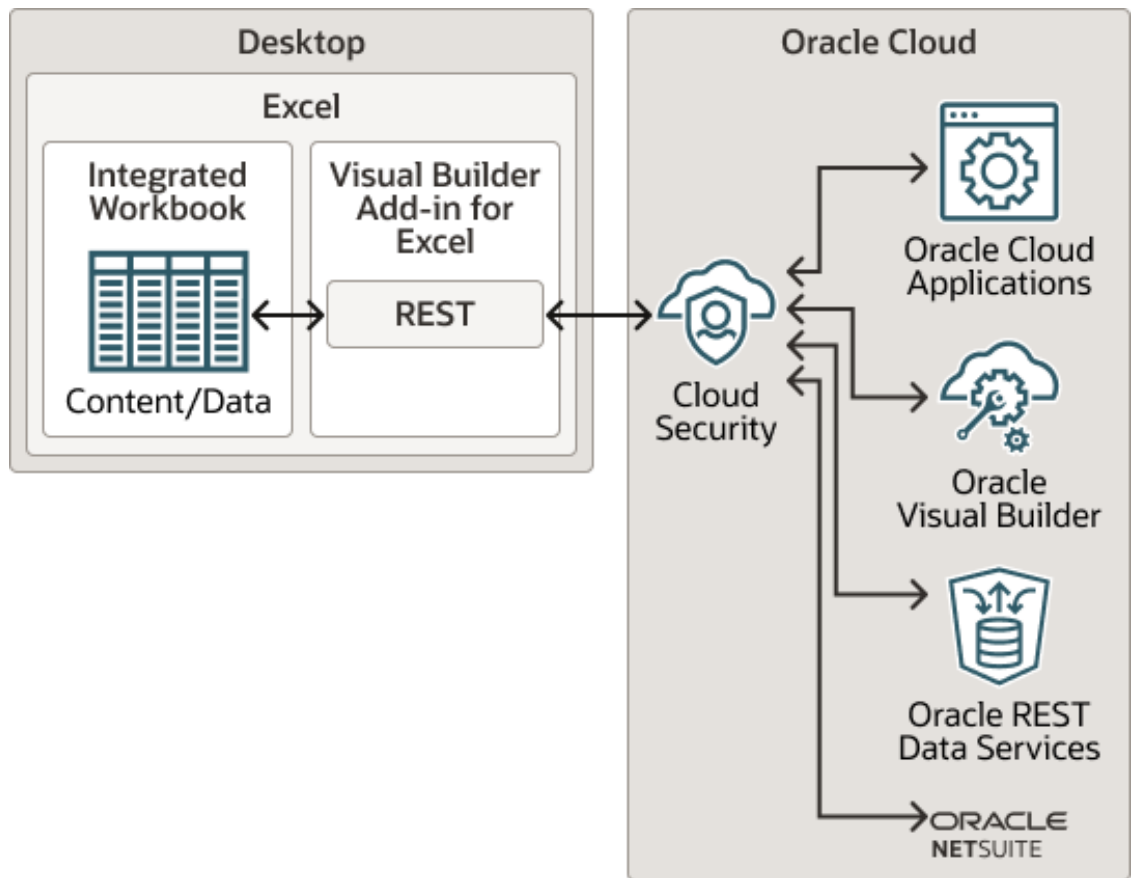 Desktop
Excel
Integrated
Workbook
Content/Data
Visual Builder
Add-in for
Excel
REST
Oracle Cloud
Cloud
Security
Oracle Cloud
Applications
Oracle
Visual Builder
Oracle REST
Data Services
ORACLE
NETSUITE